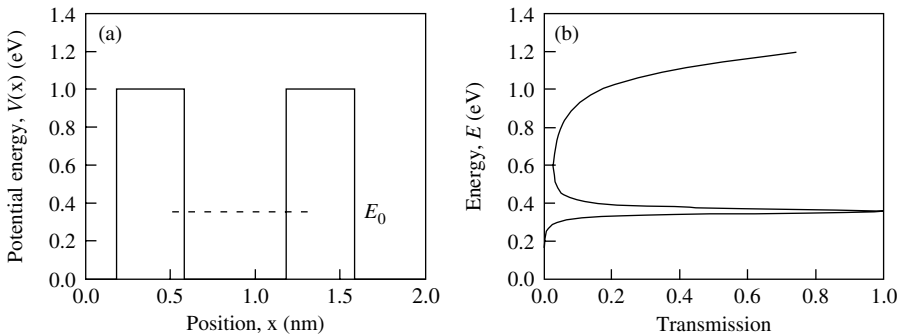 (a)
Potential energy, V(x) (eV)
1.4
1.2
1.0
0.8
0.6
0.4
0.2
0.0
E0
0.0 0.5 1.0 1.5 2.0
Position, x (nm)
(b)
Energy, E (eV)
1.4
1.2
1.0
0.8
0.6
0.4
0.2
0.0
0.0 0.2 0.4 0.6 0.8 1.0
Transmission